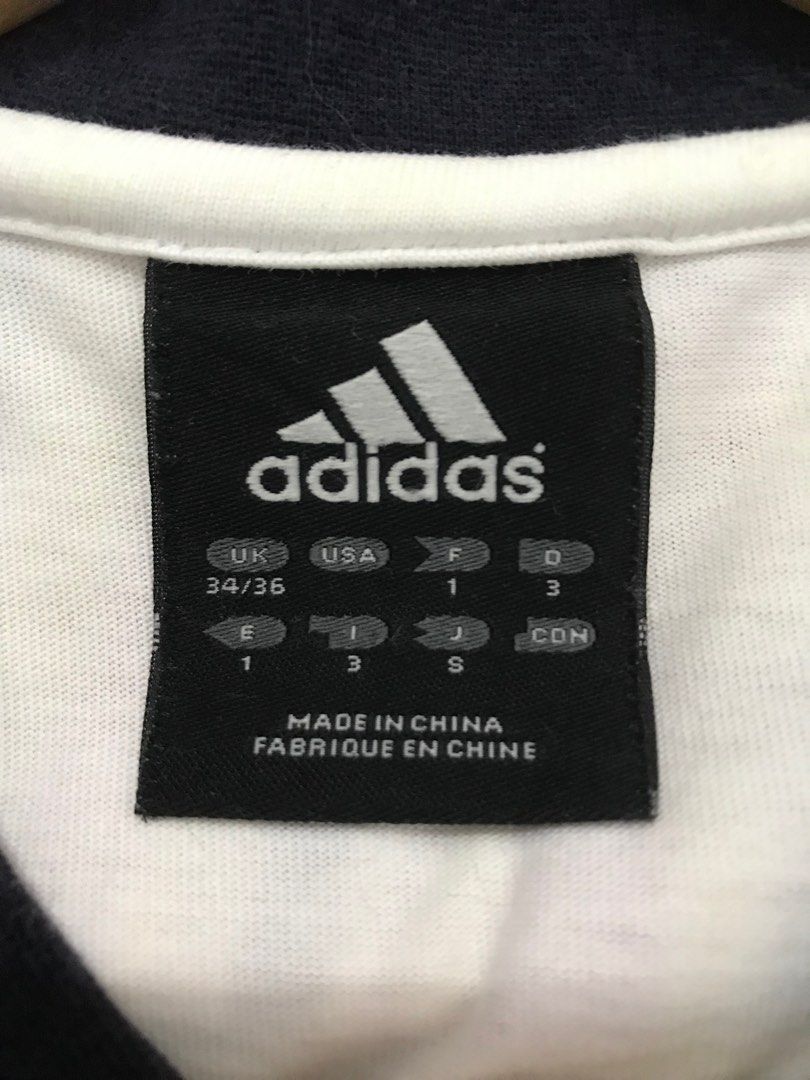 adidas
UK USA F D
34/36 1 3
E I J CDN
1 3 S
MADE IN CHINA
FABRIQUE EN CHINE